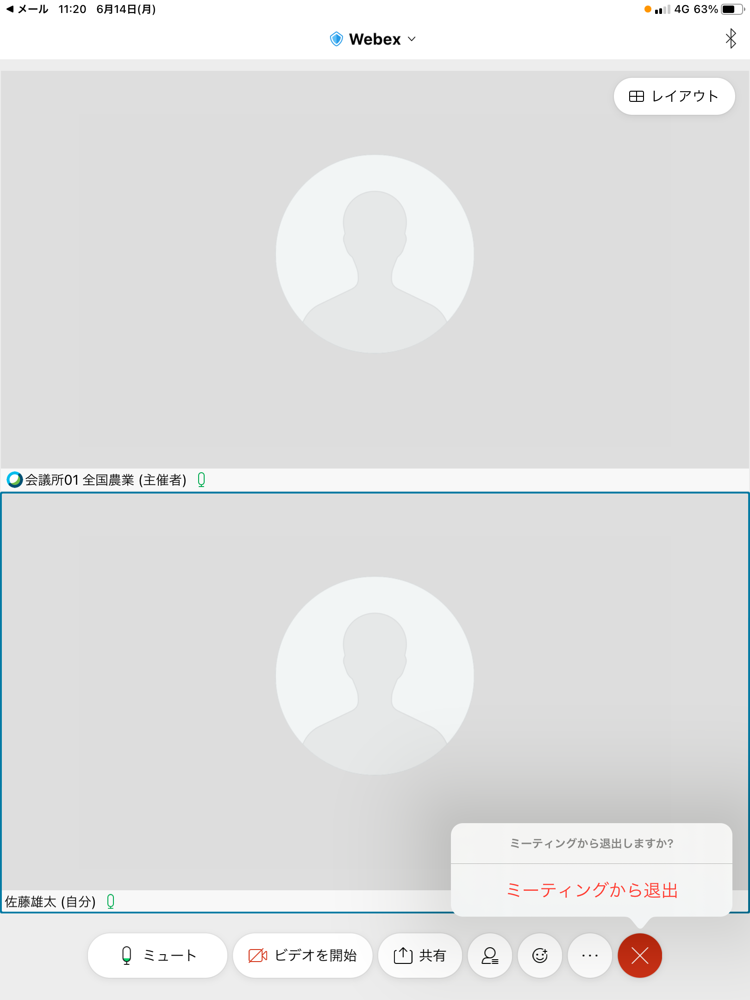 メール 11:20 6月14日(月) 4G 63%
Webex
レイアウト
会議所01 全国農業 (主催者)
ミーティングから退出しますか?
ミーティングから退出
佐藤雄太 (自分)
ミュート ビデオを開始 共有